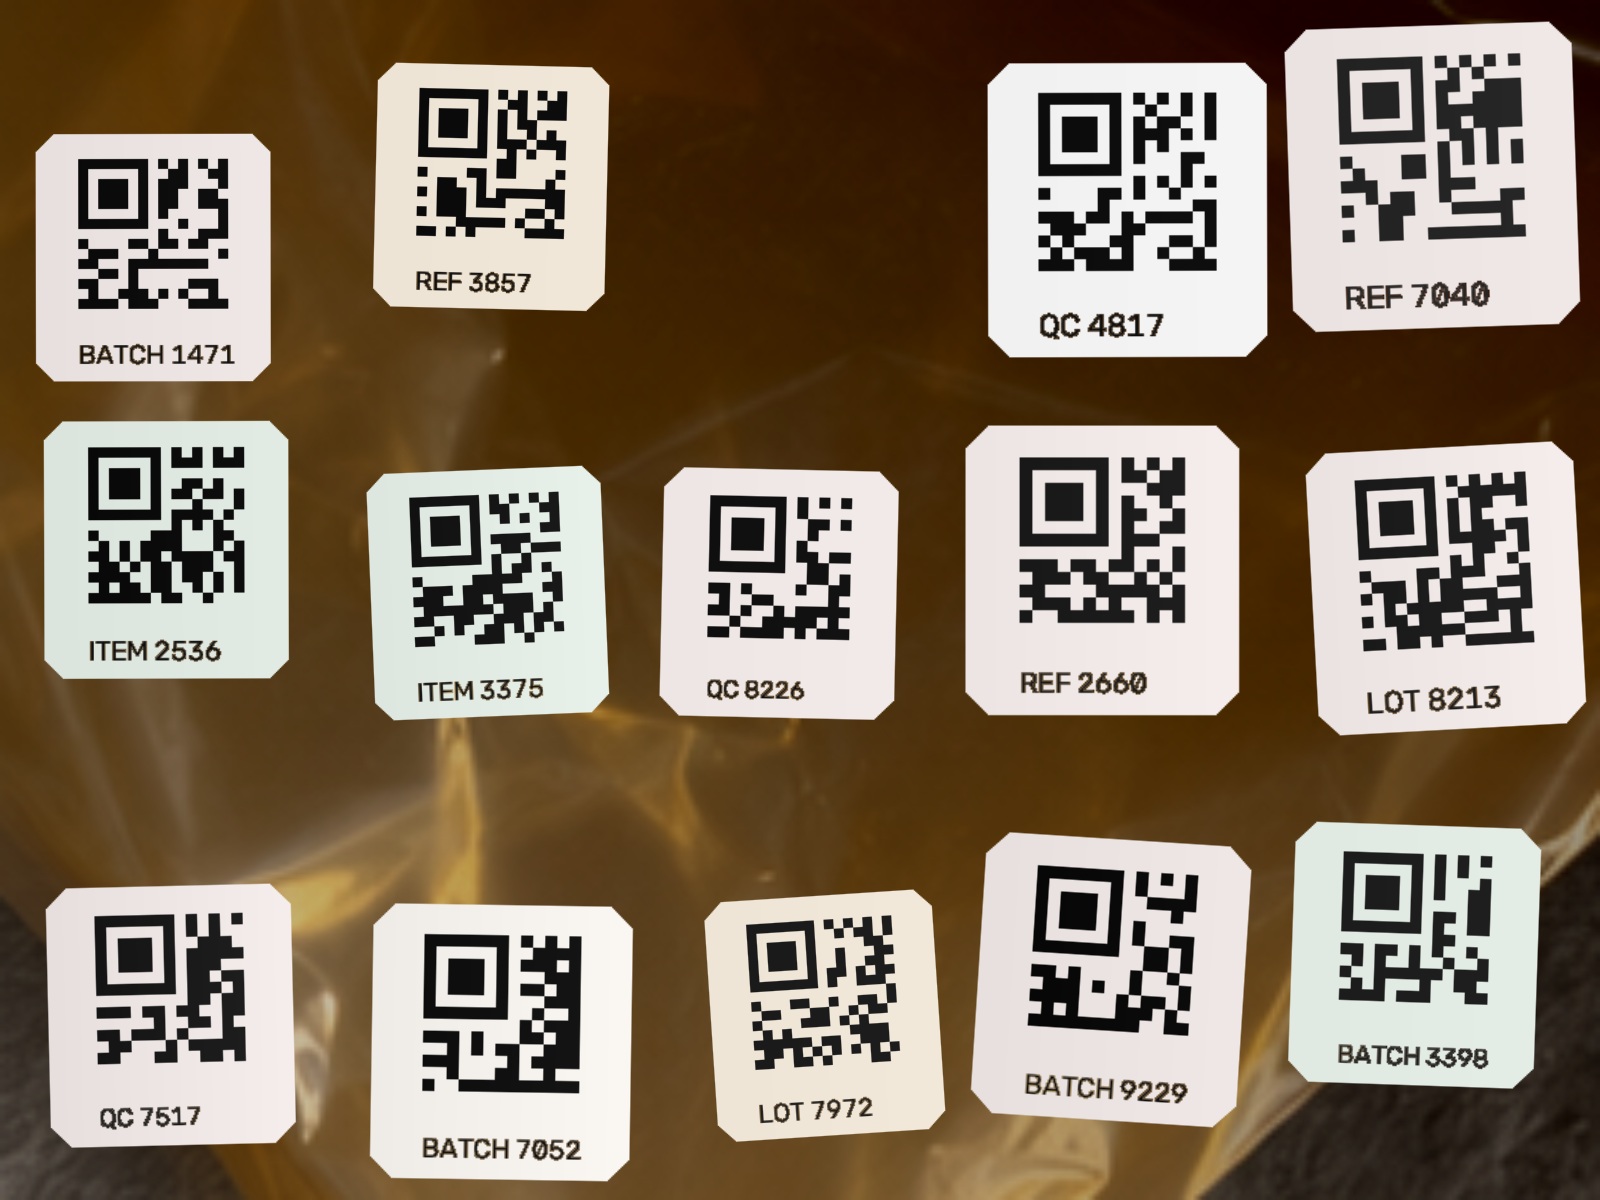 BATCH 1471
REF 3857
QC 4817
REF 7040
ITEM 2536
ITEM 3375
QC 8226
REF 2660
LOT 8213
QC 7517
BATCH 7052
LOT 7972
BATCH 9229
BATCH 3398